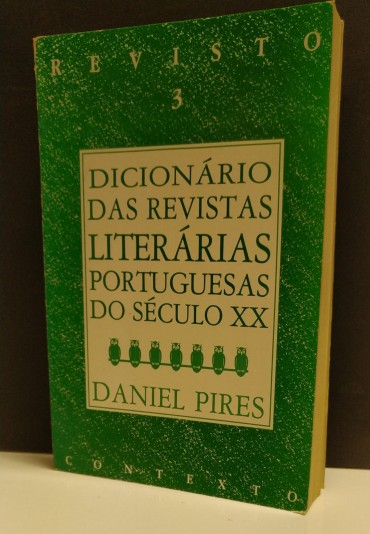 REVISTO
3
DICIONÁRIO
DAS REVISTAS
LITERÁRIAS
PORTUGUESAS
DO SÉCULO XX
DANIEL PIRES
CONTEXTO